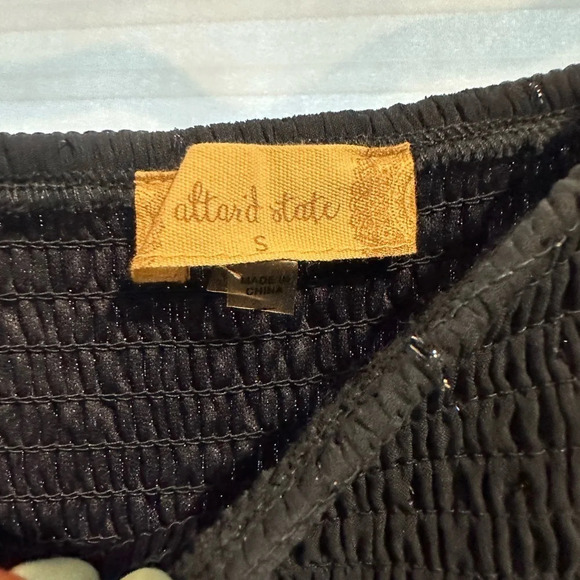 altar'd state
S
MADE IN
CHINA